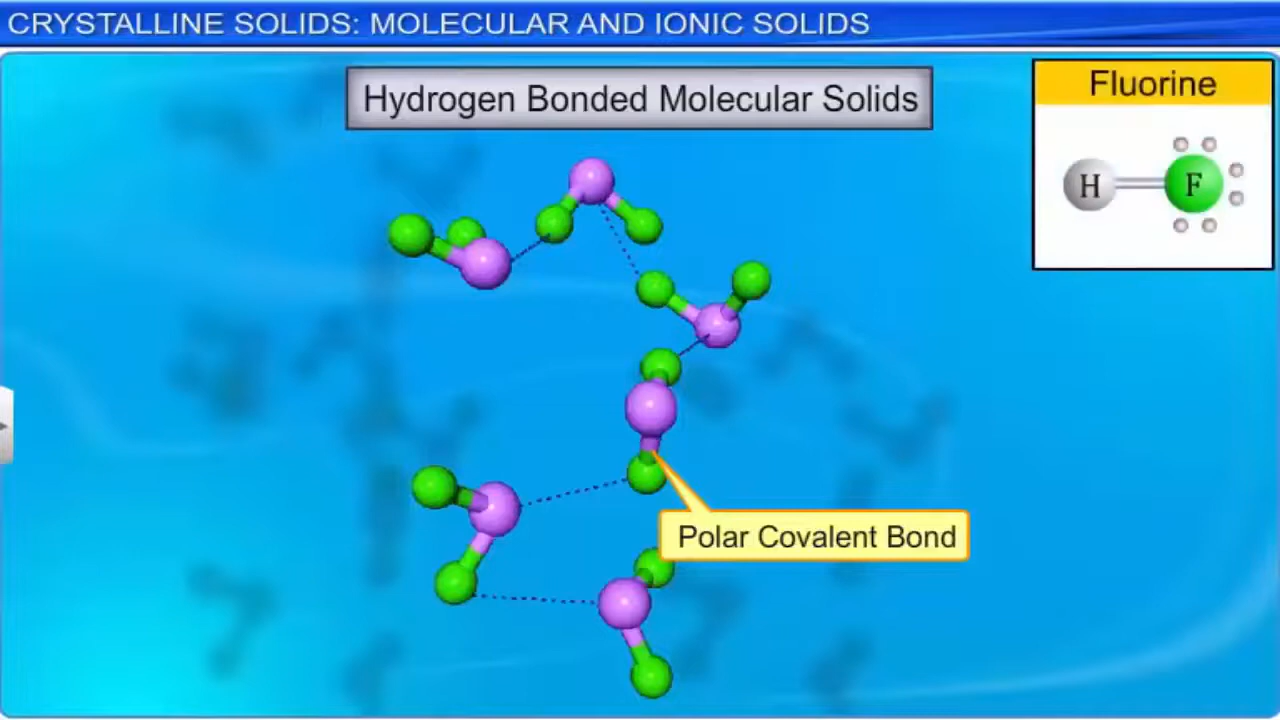 CRYSTALLINE SOLIDS: MOLECULAR AND IONIC SOLIDS
Hydrogen Bonded Molecular Solids
Fluorine
H F
Polar Covalent Bond